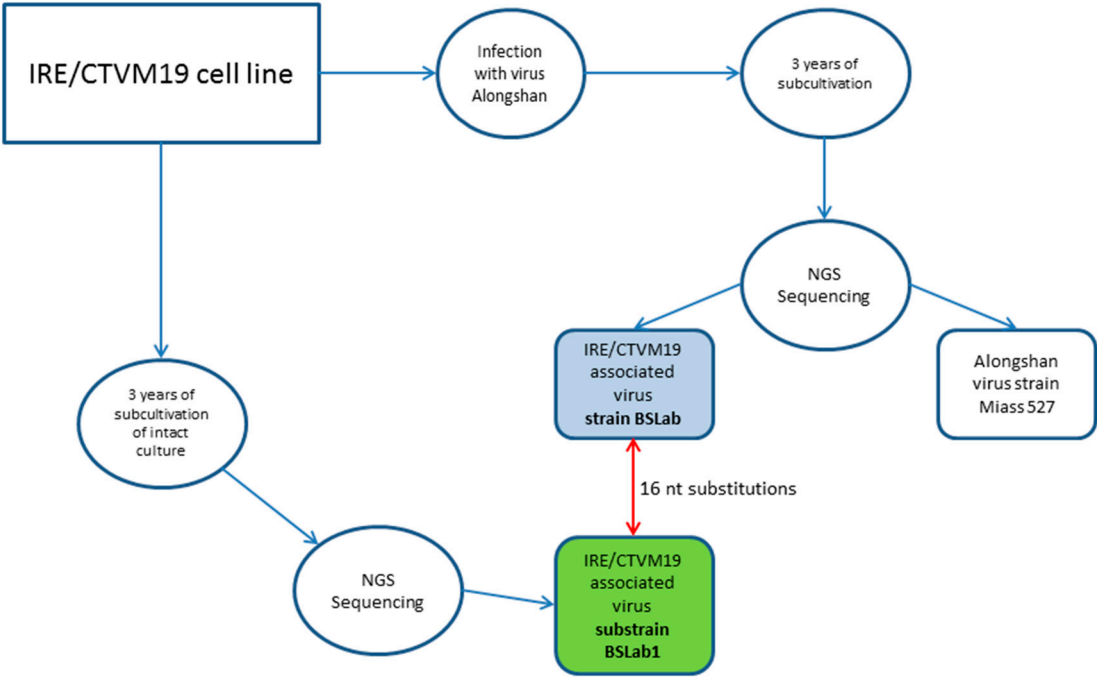 IRE/CTVM19 cell line
Infection
with virus
Alongshan
3 years of
subcultivation
NGS
Sequencing
IRE/CTVM19
associated
virus
strain BSLab
Alongshan
virus strain
Miass 527
3 years of
subcultivation
of intact
culture
16 nt substitutions
NGS
Sequencing
IRE/CTVM19
associated
virus
substrain
BSLab1